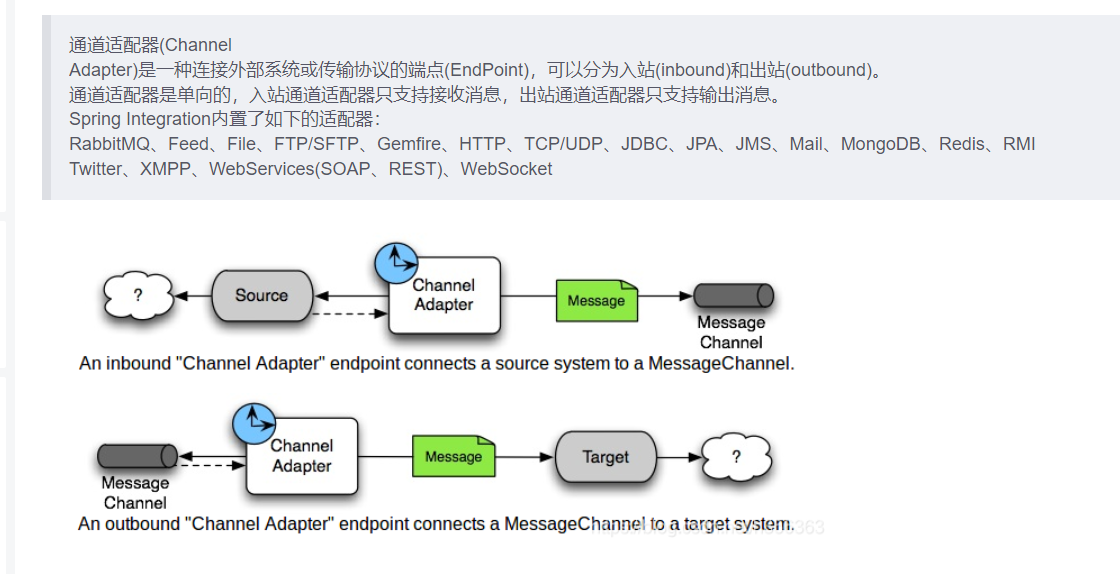 通道适配器(Channel
Adapter)是一种连接外部系统或传输协议的端点(EndPoint)，可以分为入站(inbound)和出站(outbound)。
通道适配器是单向的，入站通道适配器只支持接收消息，出站通道适配器只支持输出消息。
Spring Integration内置了如下的适配器：
RabbitMQ、Feed、File、FTP/SFTP、Gemfire、HTTP、TCP/UDP、JDBC、JPA、JMS、Mail、MongoDB、Redis、RMI
Twitter、XMPP、WebServices(SOAP、REST)、WebSocket
?
Source
Channel
Adapter
Message
Message
Channel
An inbound "Channel Adapter" endpoint connects a source system to a MessageChannel.
Message
Channel
Channel
Adapter
Message
Target
?
An outbound "Channel Adapter" endpoint connects a MessageChannel to a target system.